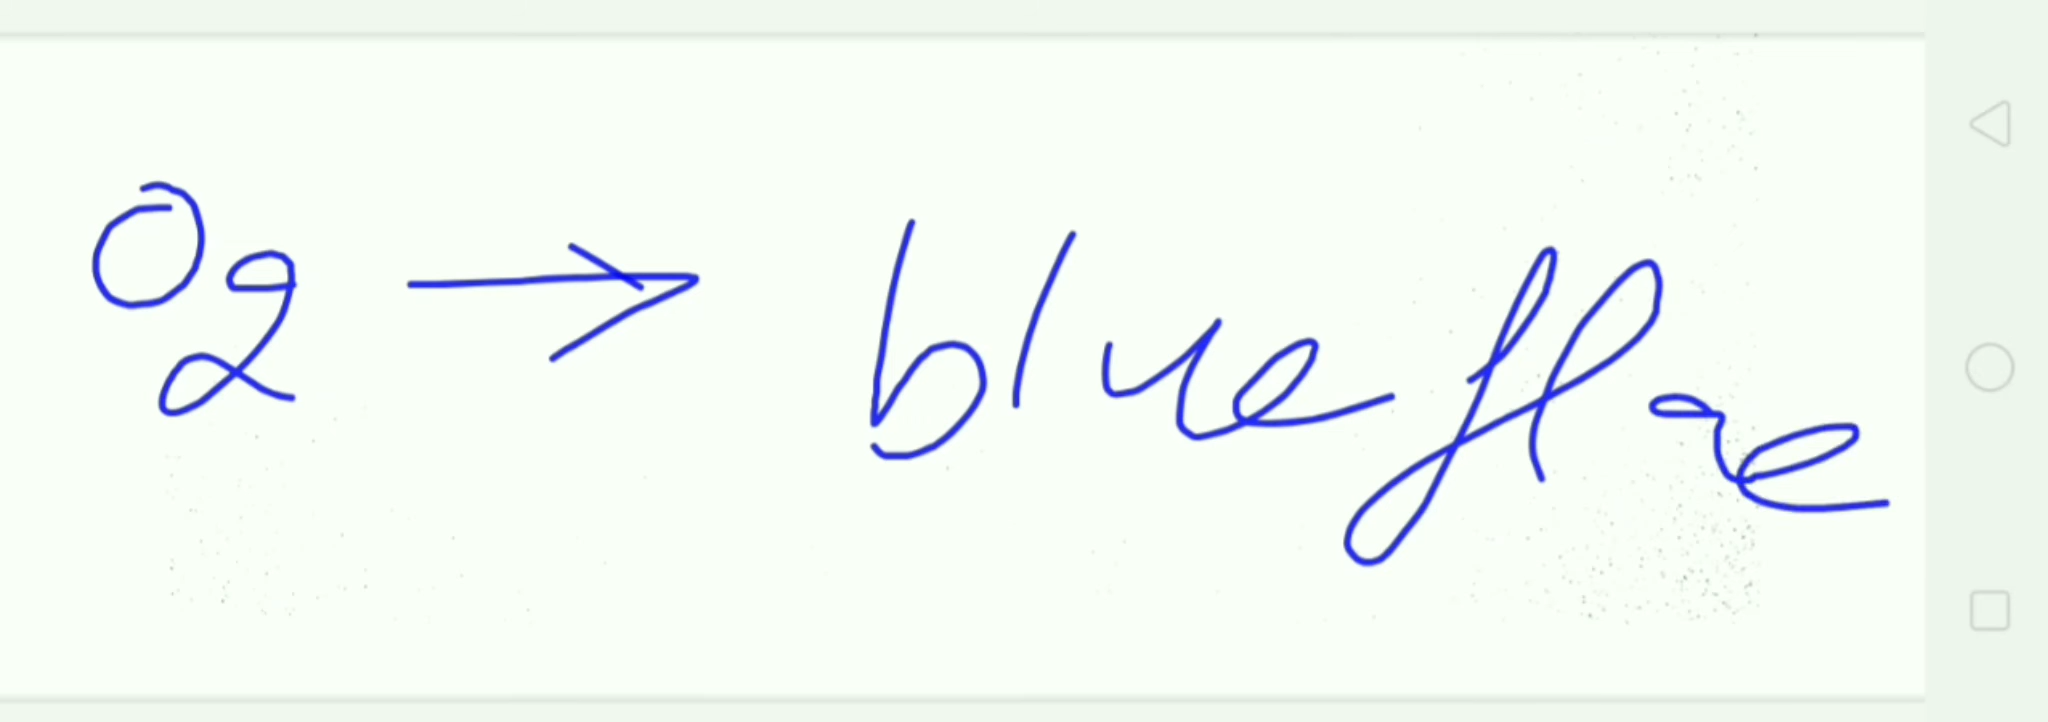 O₂ → blue flae